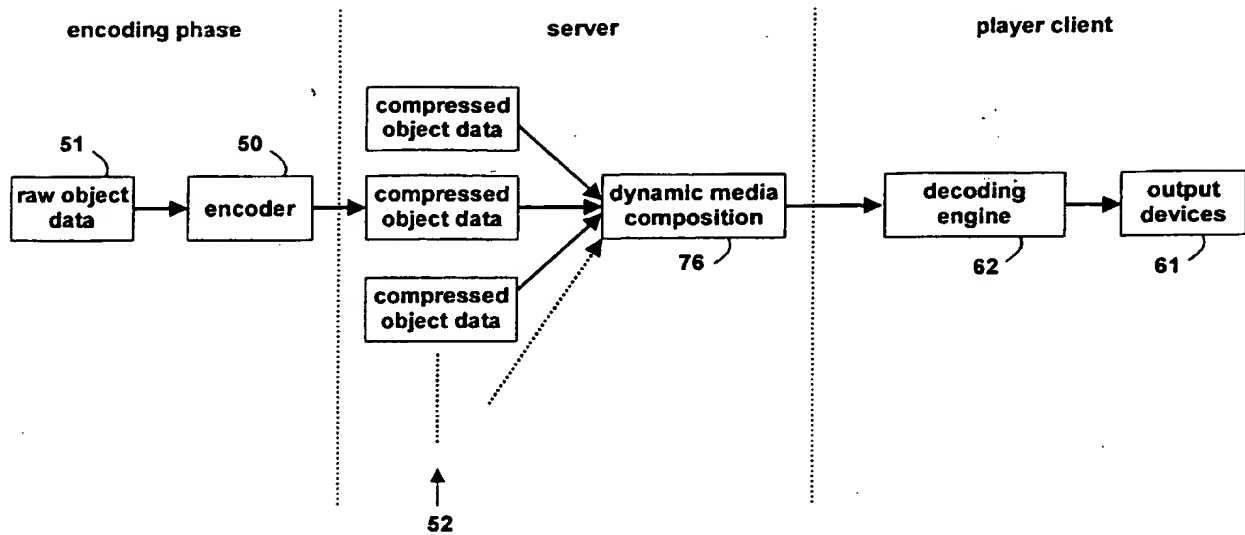 encoding phase
server
player client
compressed
object data
51
50
raw object
data
encoder
compressed
object data
dynamic media
composition
decoding
engine
output
devices
76
62
61
compressed
object data
52